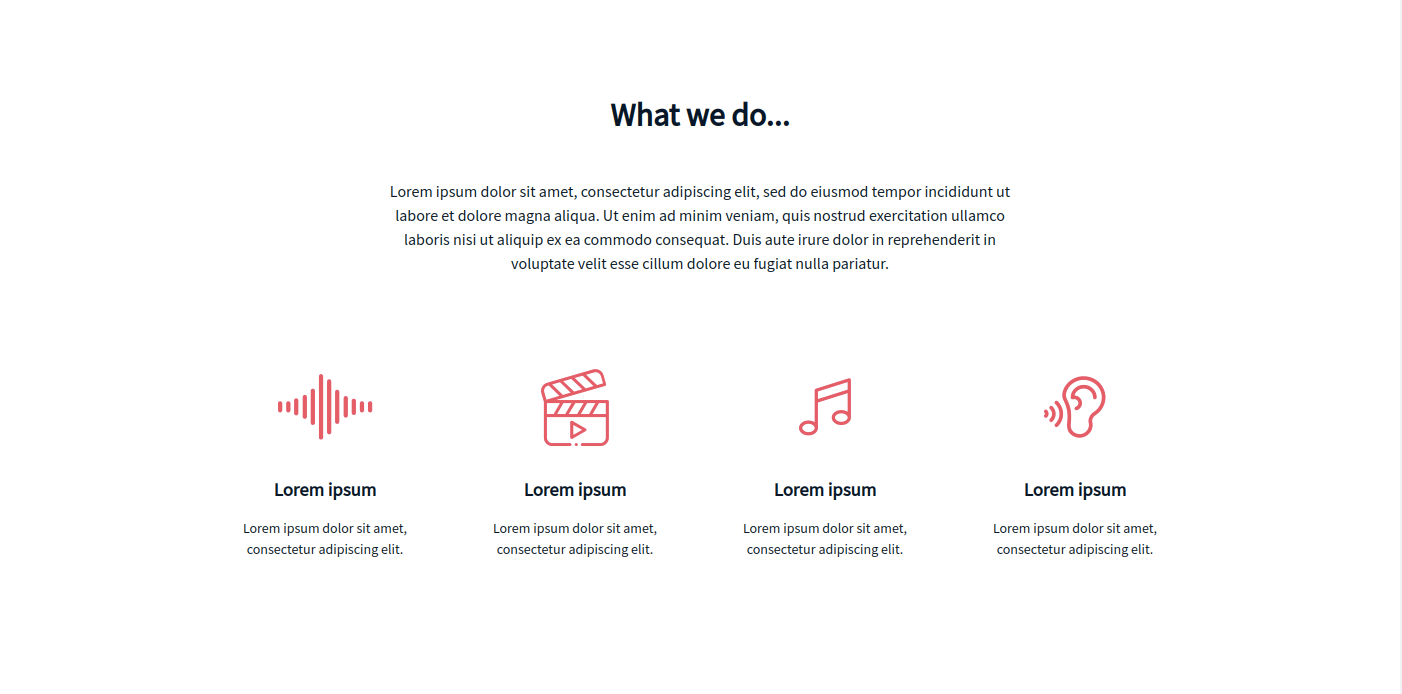 What we do...
Lorem ipsum dolor sit amet, consectetur adipiscing elit, sed do eiusmod tempor incididunt ut
labore et dolore magna aliqua. Ut enim ad minim veniam, quis nostrud exercitation ullamco
laboris nisi ut aliquip ex ea commodo consequat. Duis aute irure dolor in reprehenderit in
voluptate velit esse cillum dolore eu fugiat nulla pariatur.
Lorem ipsum
Lorem ipsum dolor sit amet,
consectetur adipiscing elit.
Lorem ipsum
Lorem ipsum dolor sit amet,
consectetur adipiscing elit.
Lorem ipsum
Lorem ipsum dolor sit amet,
consectetur adipiscing elit.
Lorem ipsum
Lorem ipsum dolor sit amet,
consectetur adipiscing elit.